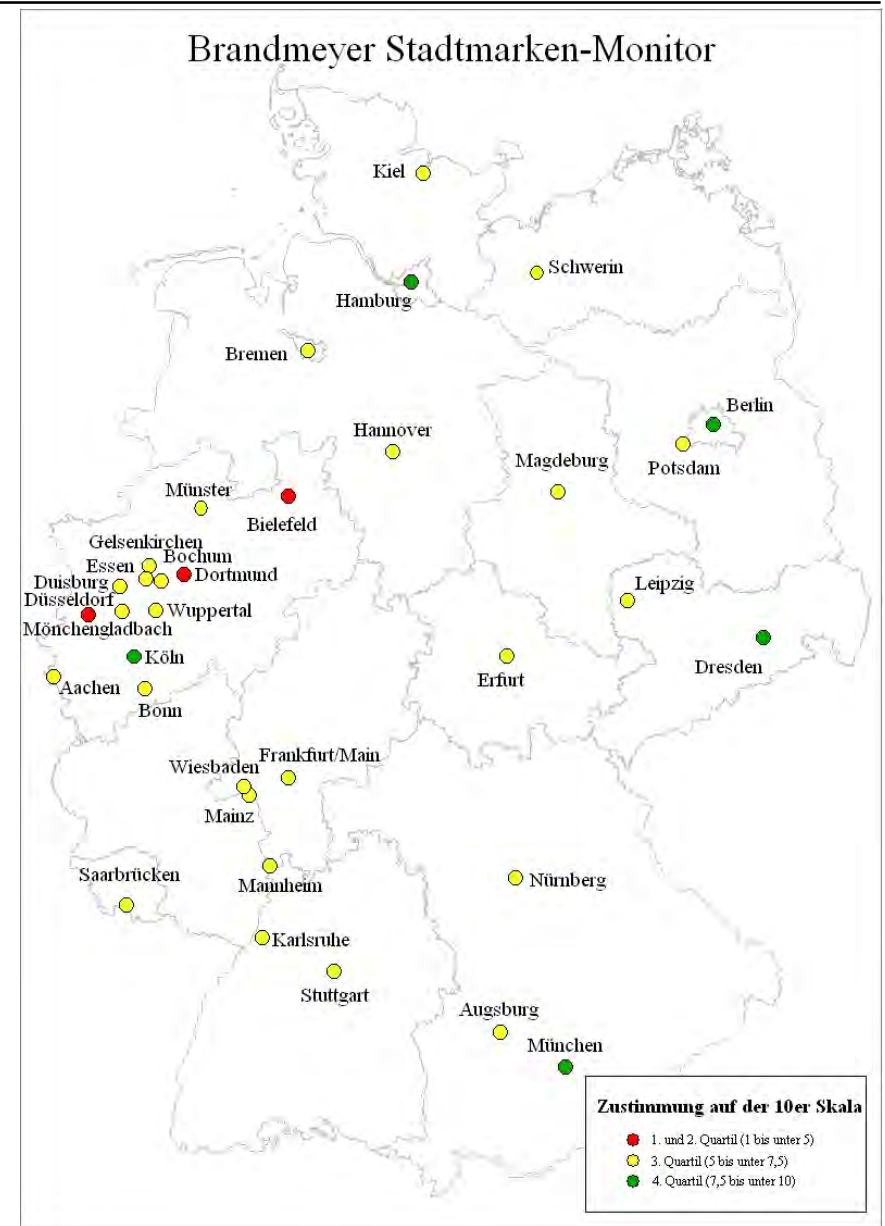 Brandmeyer Stadtmarken-Monitor
Kiel
Schwerin
Hamburg
Bremen
Berlin
Hannover
Potsdam
Magdeburg
Münster
Bielefeld
Gelsenkirchen
Bochum
Essen
Dortmund
Duisburg
Leipzig
Düsseldorf
Wuppertal
Mönchengladbach
Köln
Dresden
Erfurt
Aachen
Bonn
Frankfurt/Main
Wiesbaden
Mainz
Saarbrücken
Mannheim
Nürnberg
Karlsruhe
Stuttgart
Augsburg
München
Zustimmung auf der 10er Skala
1. und 2. Quartil (1 bis unter 5)
3. Quartil (5 bis unter 7,5)
4. Quartil (7,5 bis unter 10)